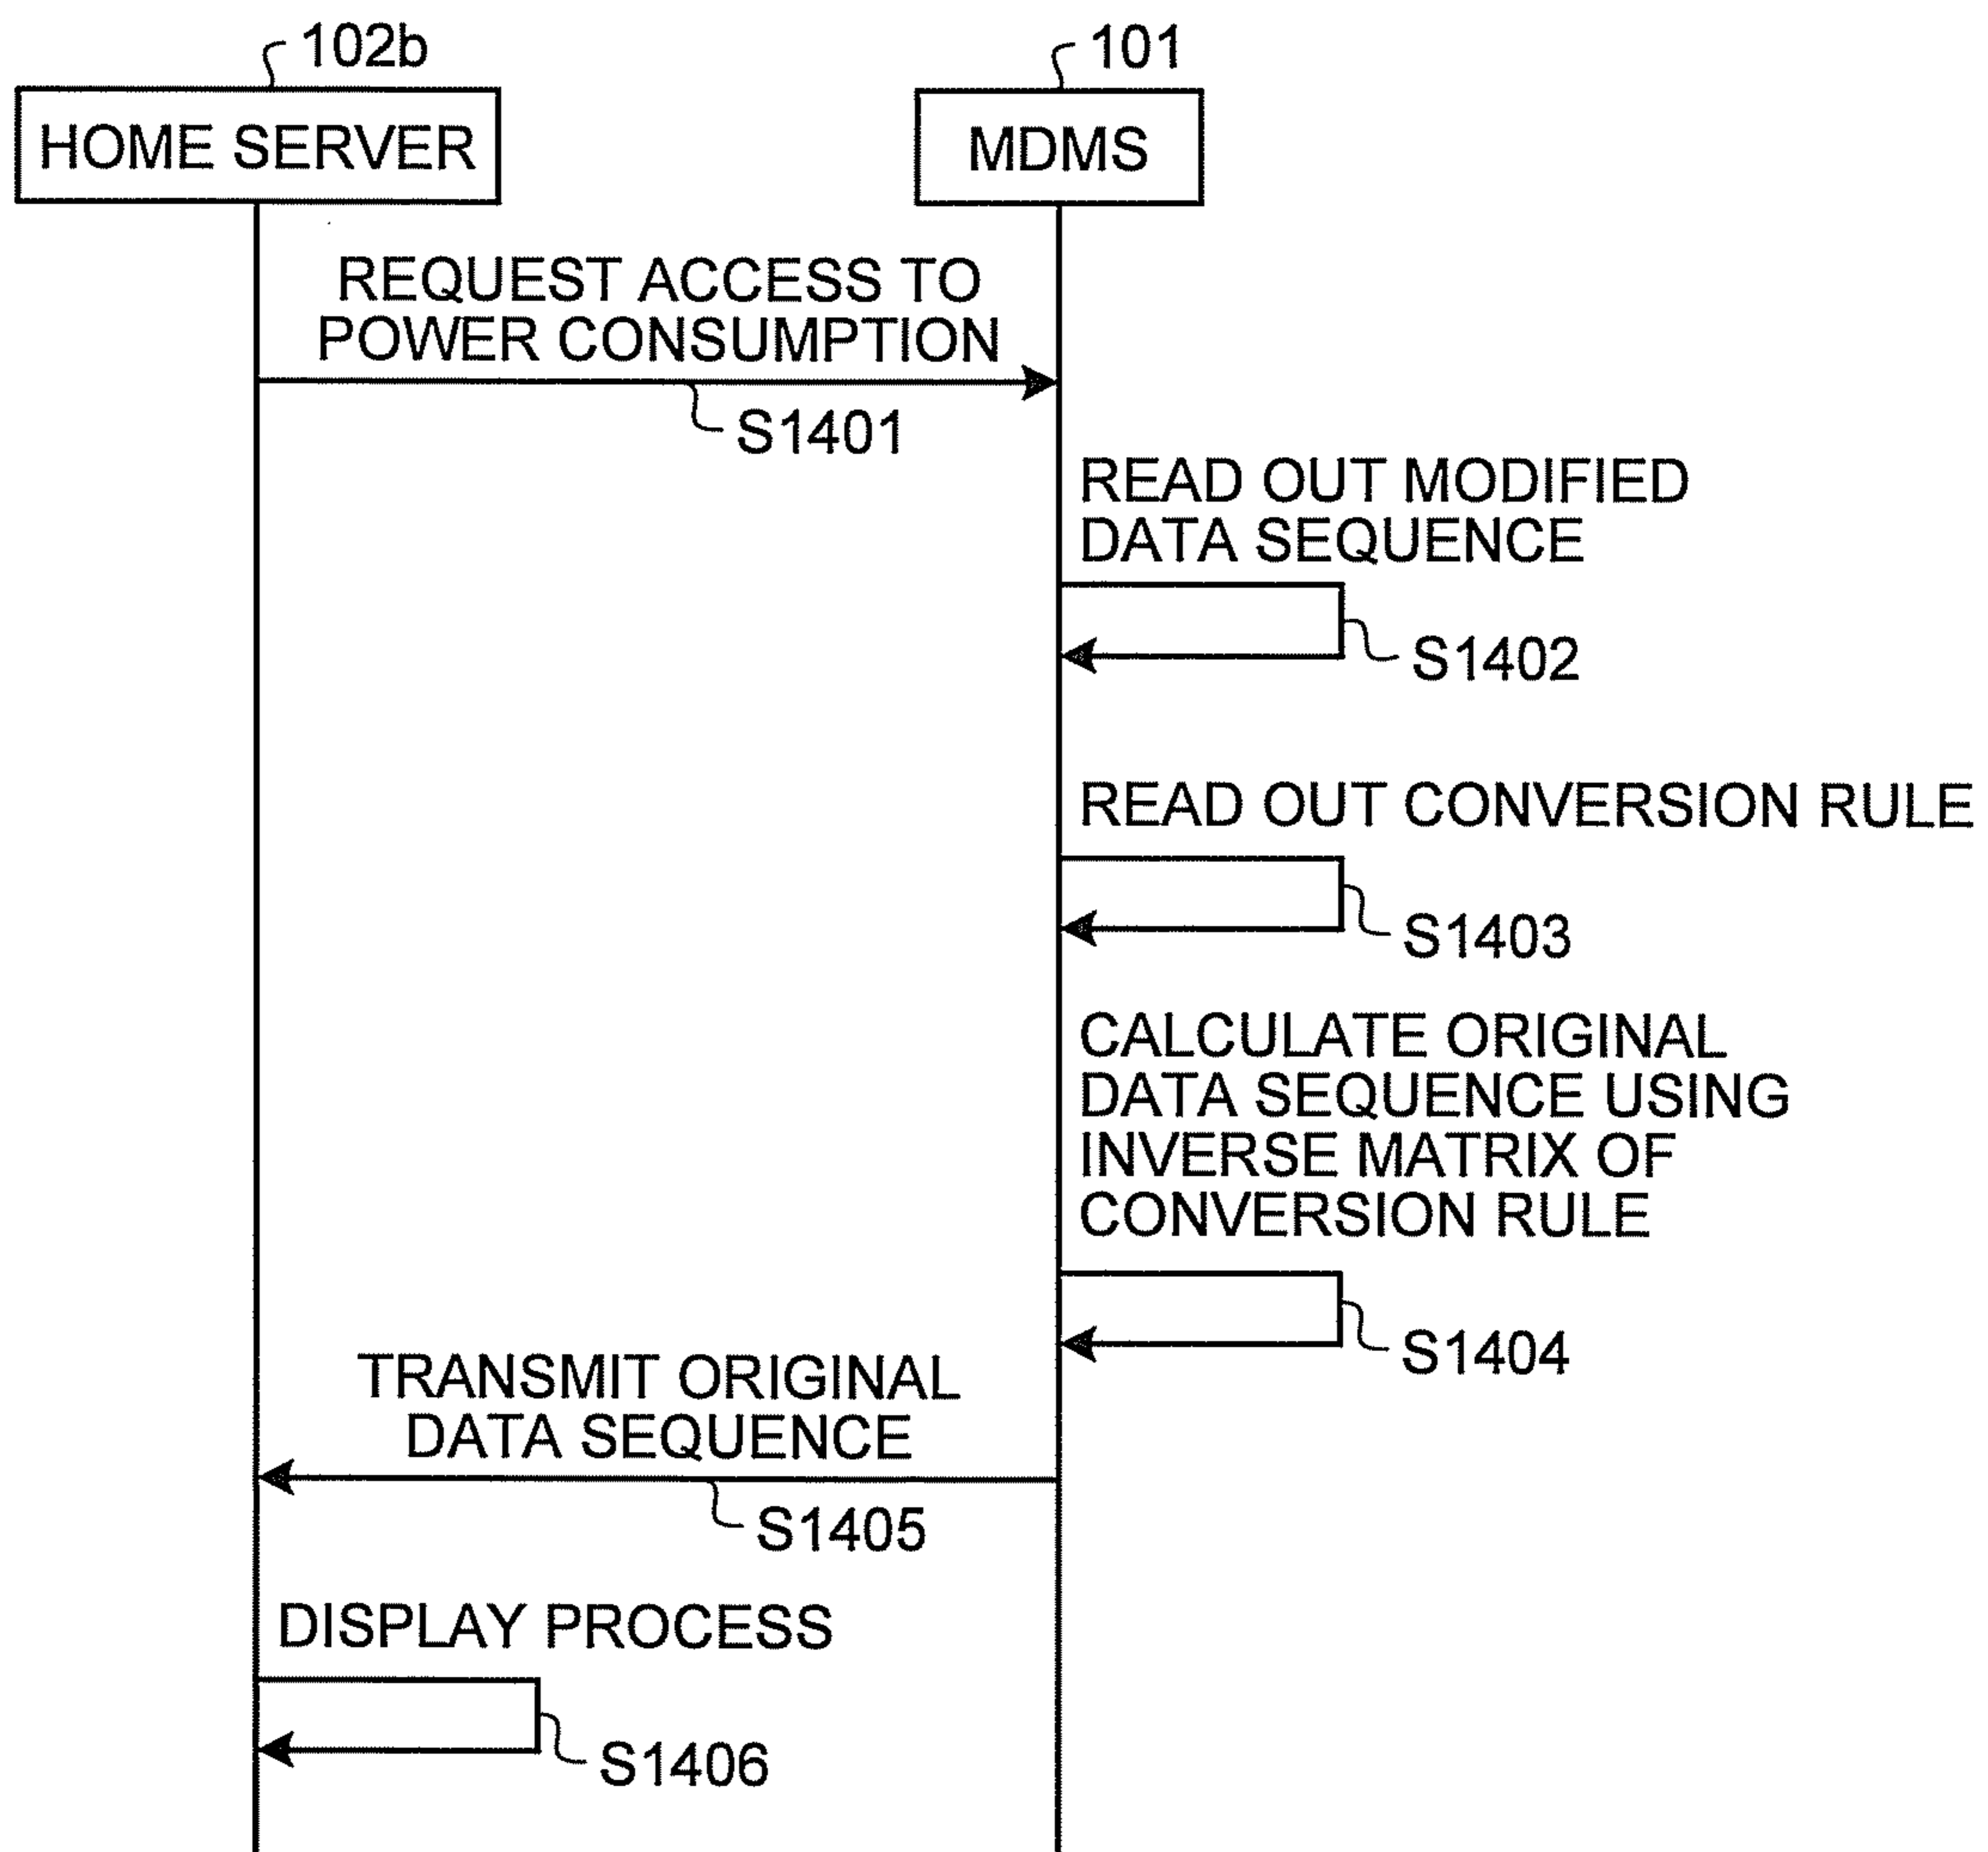 102b
101
HOME SERVER
MDMS
REQUEST ACCESS TO
POWER CONSUMPTION
S1401
READ OUT MODIFIED
DATA SEQUENCE
S1402
READ OUT CONVERSION RULE
S1403
CALCULATE ORIGINAL
DATA SEQUENCE USING
INVERSE MATRIX OF
CONVERSION RULE
S1404
TRANSMIT ORIGINAL
DATA SEQUENCE
S1405
DISPLAY PROCESS
S1406